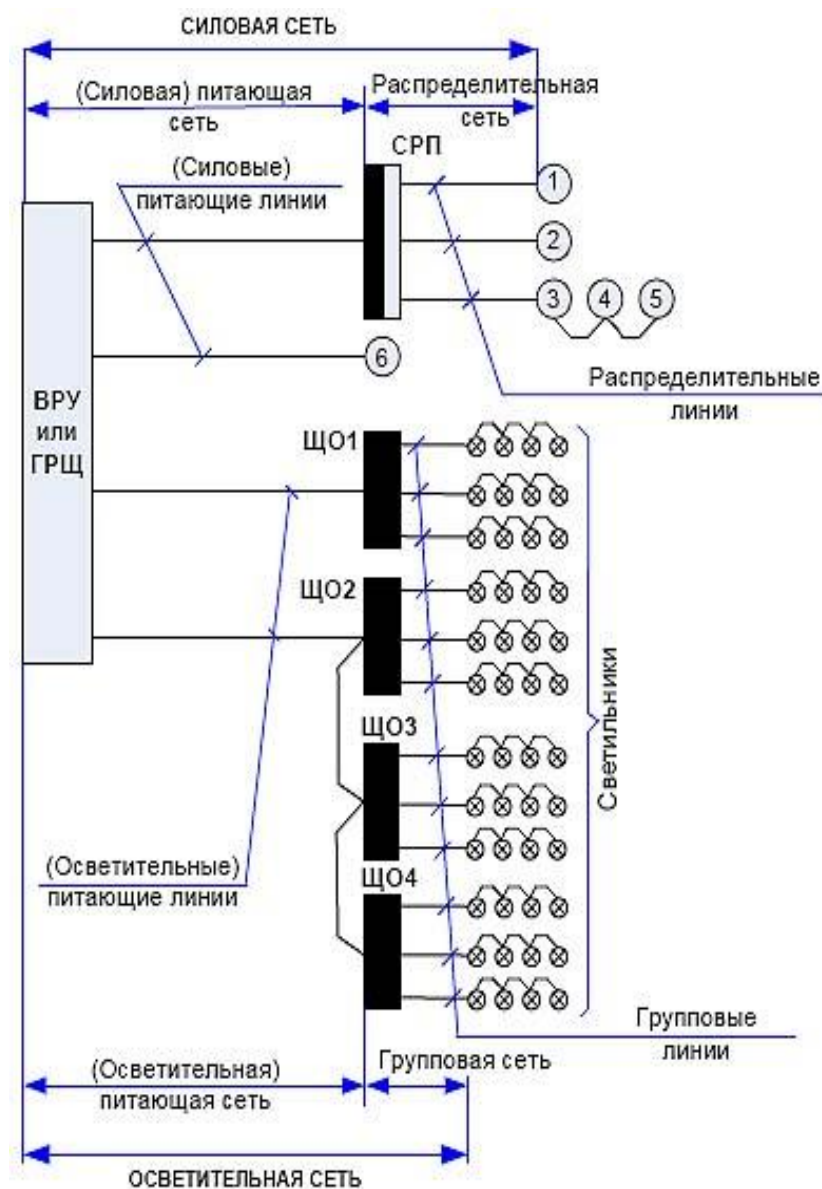 СИЛОВАЯ СЕТЬ
(Силовая) питающая
сеть
Распределительная
сеть
СРП
(Силовые)
питающие линии
1
2
3 4 5
6
Распределительные
линии
ВРУ
или
ГРЩ
ЩО1
ЩО2
ЩО3
ЩО4
Светильники
(Осветительные)
питающие линии
Групповые
линии
(Осветительная)
питающая сеть
Групповая сеть
ОСВЕТИТЕЛЬНАЯ СЕТЬ